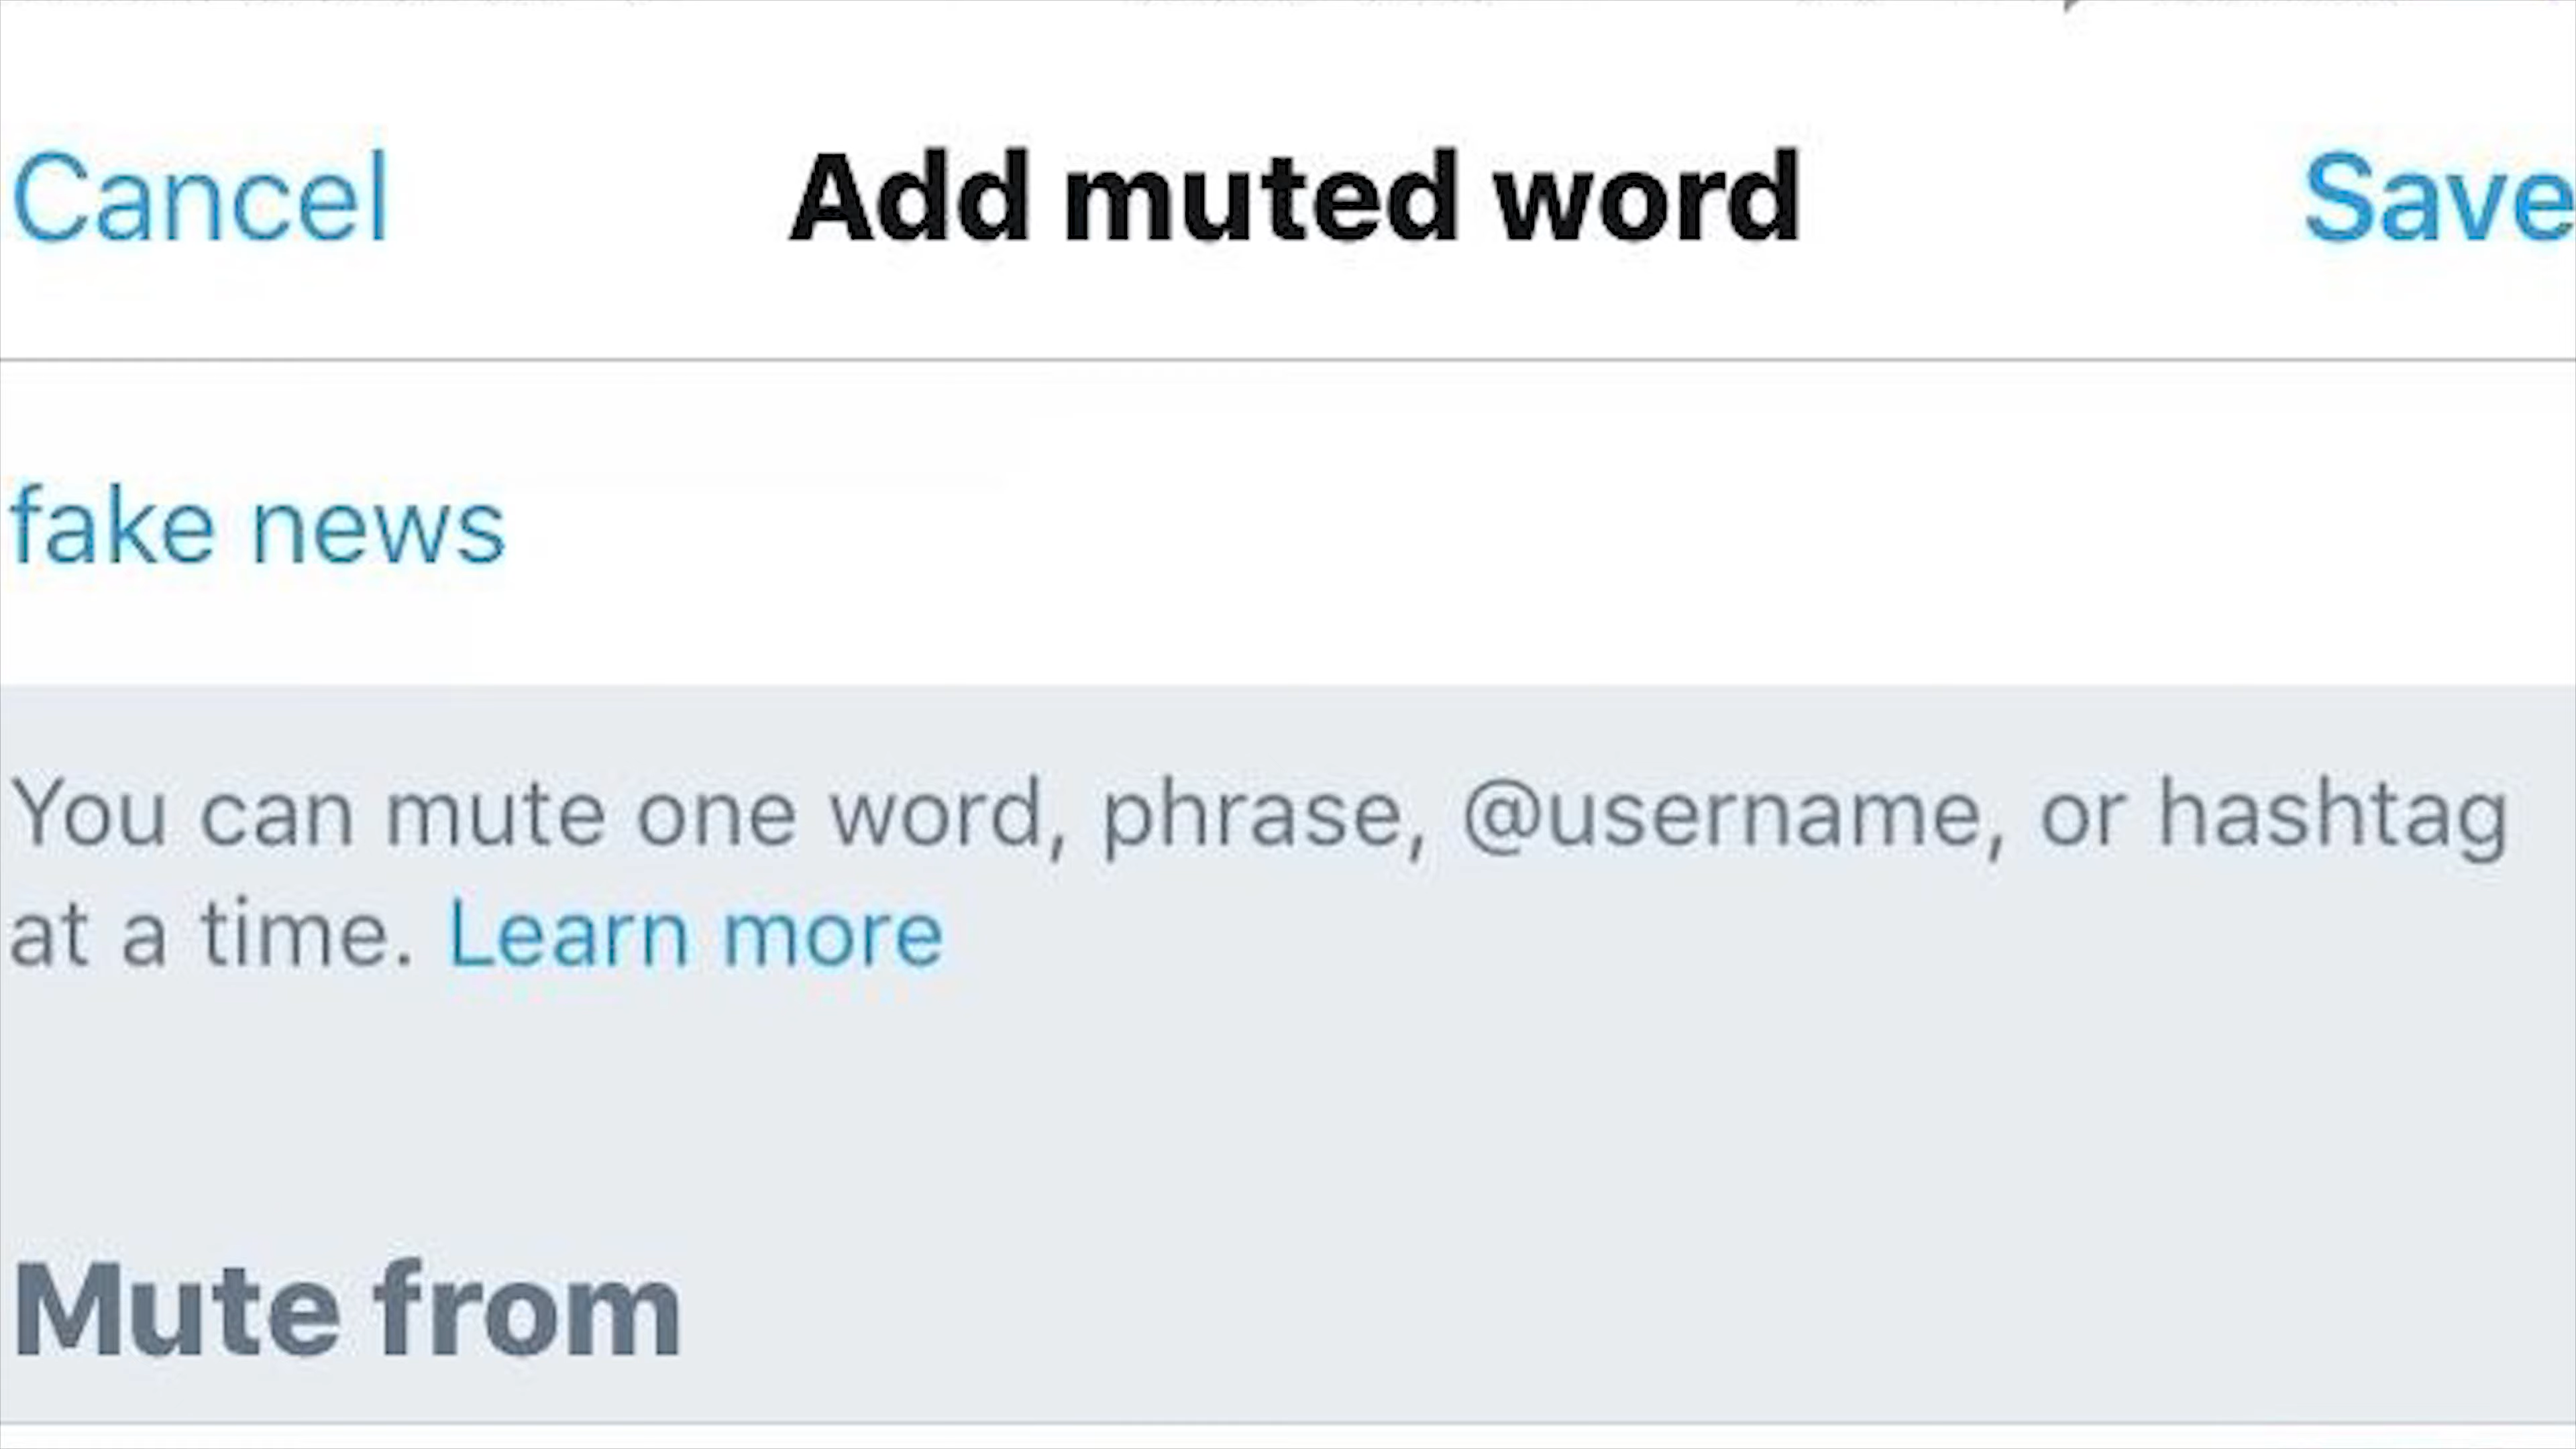 Cancel Add muted word Save
fake news
You can mute one word, phrase, @username, or hashtag
at a time. Learn more
Mute from